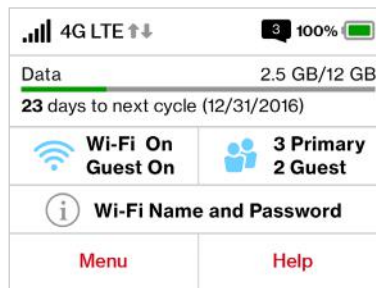 4G LTE 3 100%
Data 2.5 GB/12 GB
23 days to next cycle (12/31/2016)
Wi-Fi On 3 Primary
Guest On 2 Guest
i Wi-Fi Name and Password
Menu Help